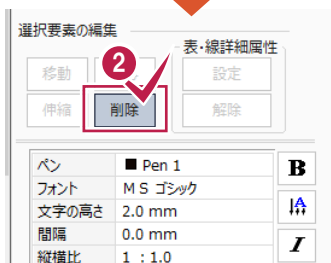 選択要素の編集
表・線詳細属性
移動
2
設定
伸縮
削除
解除
ペン
■ Pen 1
B
フォント
ＭＳ ゴシック
文字の高さ
2.0 mm
A
間隔
0.0 mm
縦横比
1 : 1.0
I